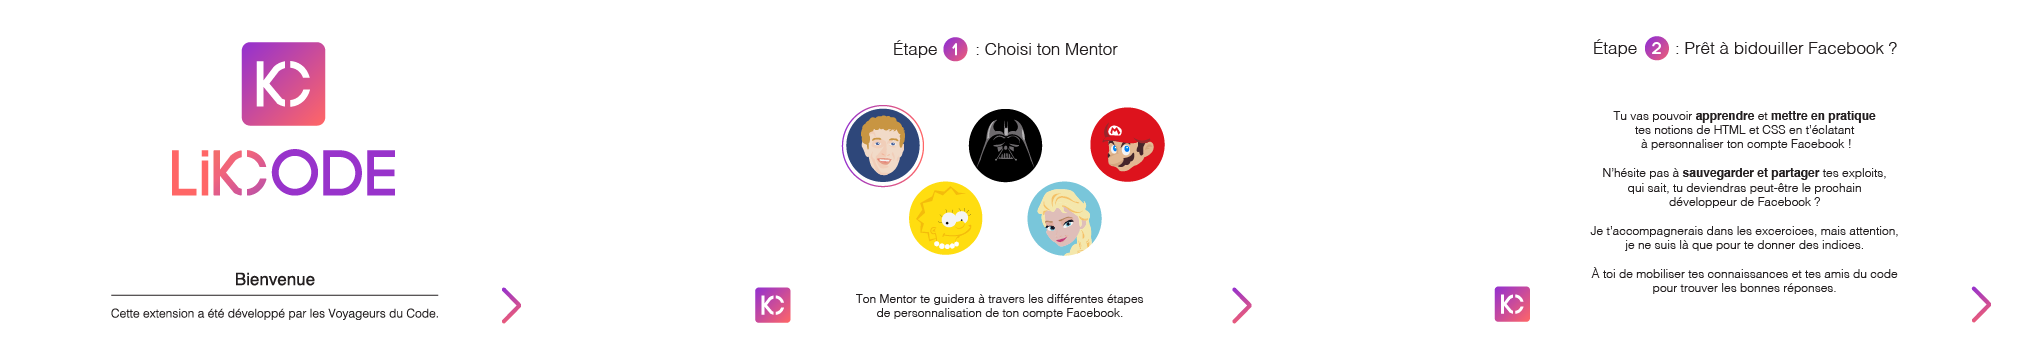 KC
LiKCODE
Bienvenue
Cette extension a été développé par les Voyageurs du Code.
Étape 1 : Choisi ton Mentor
M
KC
Ton Mentor te guidera à travers les différentes étapes
de personnalisation de ton compte Facebook.
Étape 2 : Prêt à bidouiller Facebook ?
Tu vas pouvoir apprendre et mettre en pratique
tes notions de HTML et CSS en t'éclatant
à personnaliser ton compte Facebook !
N'hésite pas à sauvegarder et partager tes exploits,
qui sait, tu deviendras peut-être le prochain
développeur de Facebook ?
Je t'accompagnerais dans les excercices, mais attention,
je ne suis là que pour te donner des indices.
À toi de mobiliser tes connaissances et tes amis du code
pour trouver les bonnes réponses.
KC